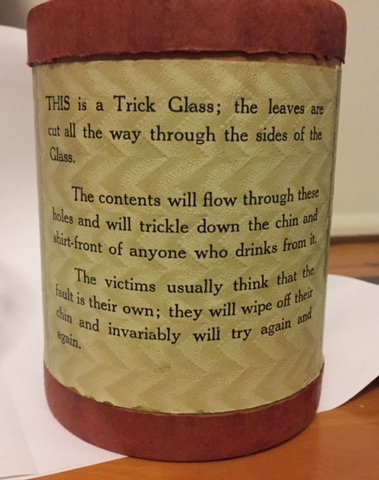 THIS is a Trick Glass; the leaves are
cut all the way through the sides of the
Glass.
The contents will flow through these
holes and will trickle down the chin and
shirt-front of anyone who drinks from it.
The victims usually think that the
fault is their own; they will wipe off their
chin and invariably will try again and
again.